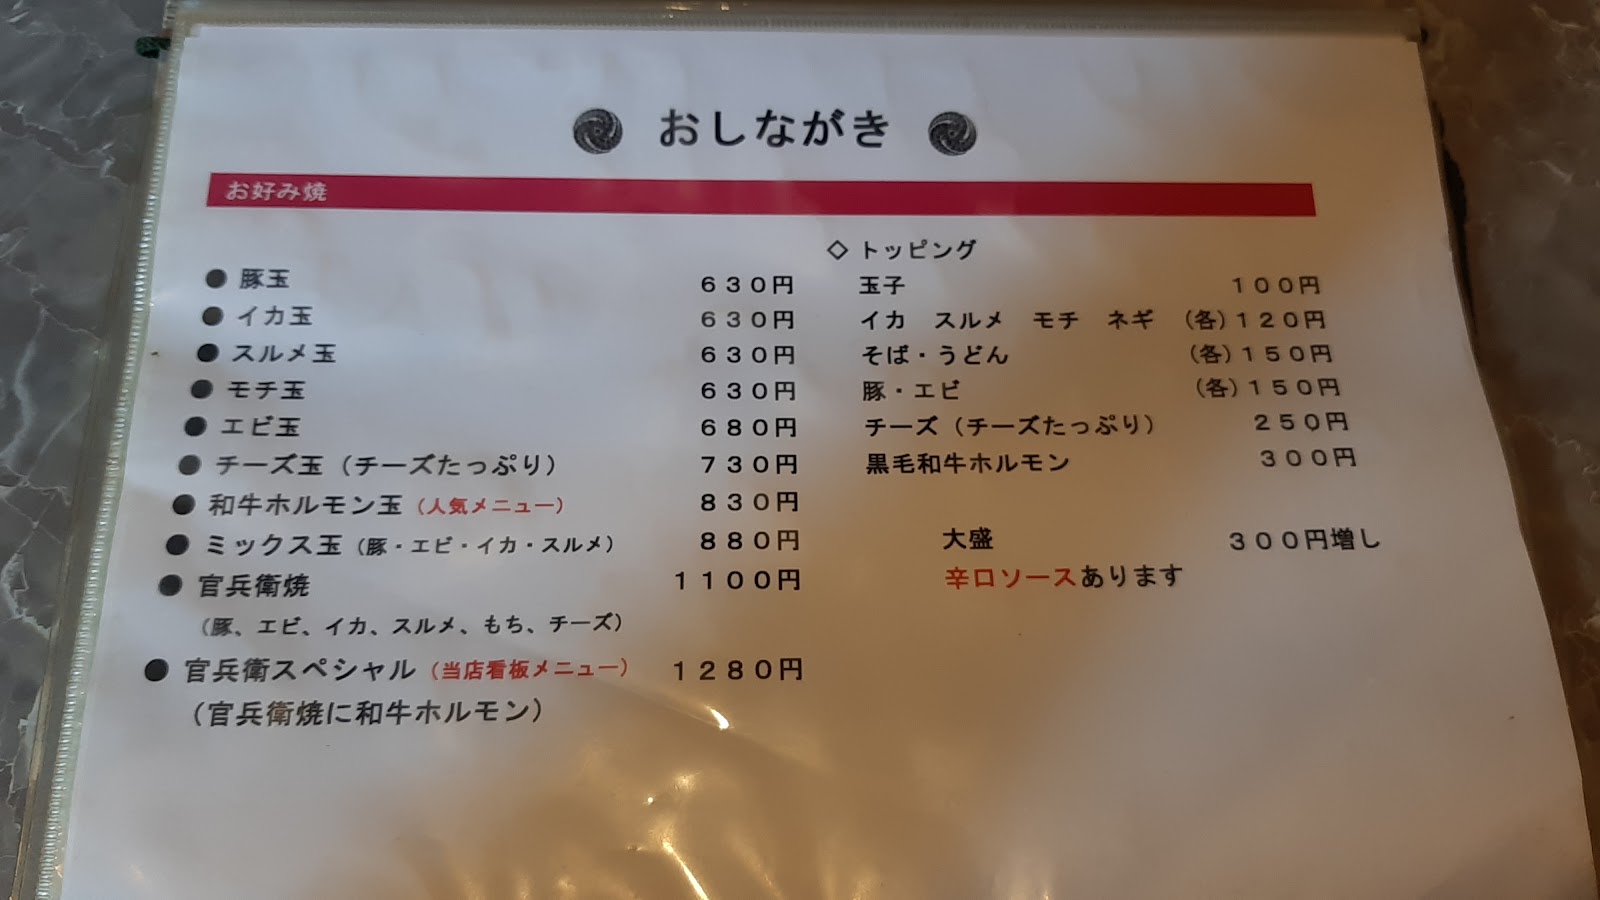 おしながき
お好み焼
● 豚玉 ６３０円
● イカ玉 ６３０円
● スルメ玉 ６３０円
● モチ玉 ６３０円
● エビ玉 ６８０円
● チーズ玉（チーズたっぷり） ７３０円
● 和牛ホルモン玉（人気メニュー） ８３０円
● ミックス玉（豚・エビ・イカ・スルメ） ８８０円
● 官兵衛焼 １１００円
（豚、エビ、イカ、スルメ、もち、チーズ）
● 官兵衛スペシャル（当店看板メニュー） １２８０円
（官兵衛焼に和牛ホルモン）
◇ トッピング
玉子 １００円
イカ　スルメ　モチ　ネギ （各）１２０円
そば・うどん （各）１５０円
豚・エビ （各）１５０円
チーズ（チーズたっぷり） ２５０円
黒毛和牛ホルモン ３００円
大盛 ３００円増し
辛口ソースあります